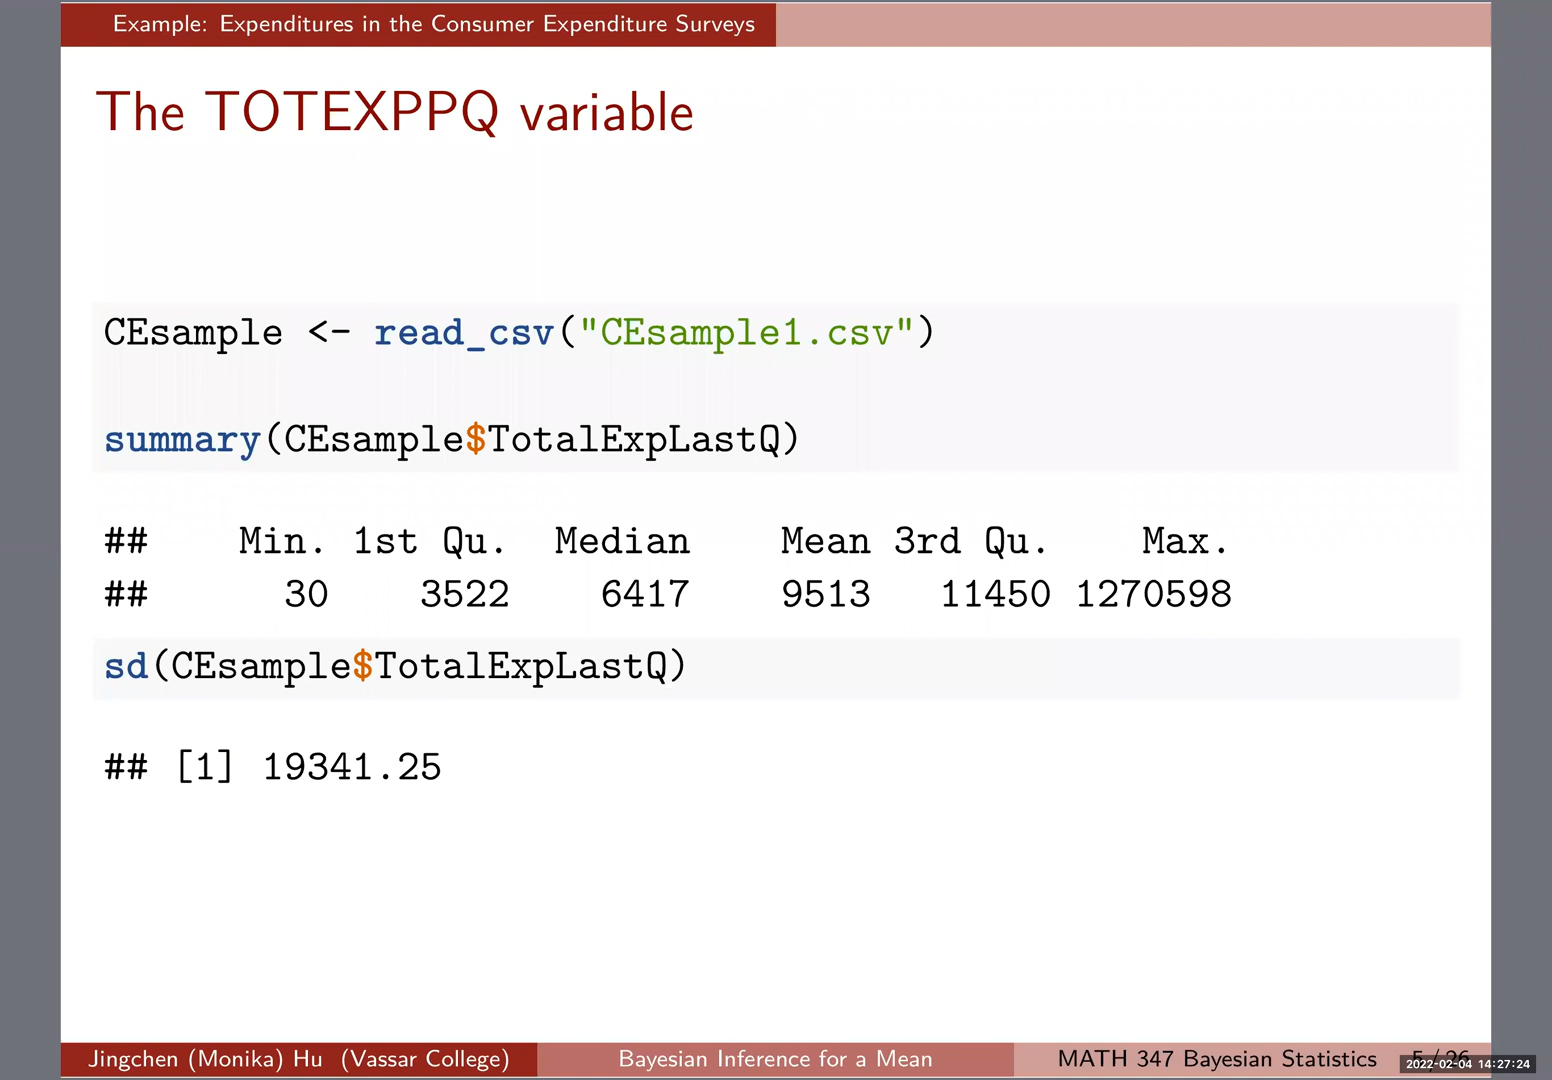 Example: Expenditures in the Consumer Expenditure Surveys
The TOTEXPPQ variable
CEsample <- read_csv("CEsample1.csv")
summary(CEsample$TotalExpLastQ)
## Min. 1st Qu. Median Mean 3rd Qu. Max.
## 30 3522 6417 9513 11450 1270598
sd(CEsample$TotalExpLastQ)
## [1] 19341.25
Jingchen (Monika) Hu (Vassar College) Bayesian Inference for a Mean MATH 347 Bayesian Statistics 5 / 26
2022-02-04 14:27:24